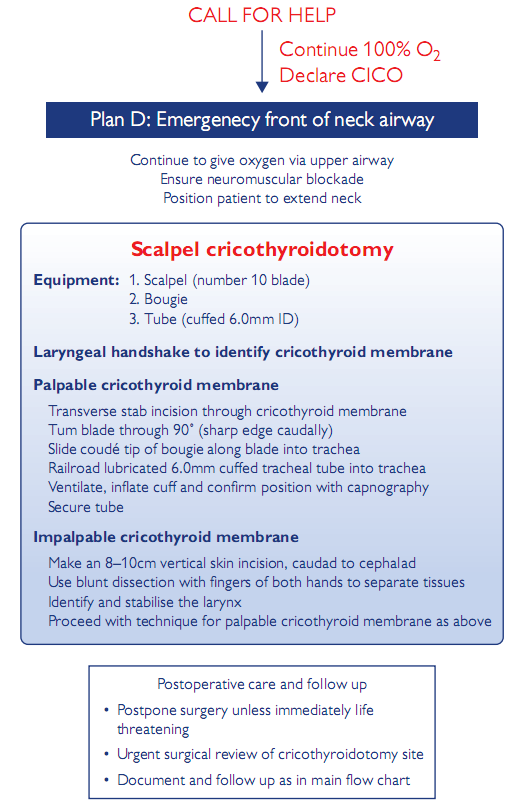 CALL FOR HELP
Continue 100% O₂
Declare CICO
Plan D: Emergenecy front of neck airway
Continue to give oxygen via upper airway
Ensure neuromuscular blockade
Position patient to extend neck
Scalpel cricothyroidotomy
Equipment: 1. Scalpel (number 10 blade)
2. Bougie
3. Tube (cuffed 6.0mm ID)
Laryngeal handshake to identify cricothyroid membrane
Palpable cricothyroid membrane
Transverse stab incision through cricothyroid membrane
Tum blade through 90° (sharp edge caudally)
Slide coudé tip of bougie along blade into trachea
Railroad lubricated 6.0mm cuffed tracheal tube into trachea
Ventilate, inflate cuff and confirm position with capnography
Secure tube
Impalpable cricothyroid membrane
Make an 8–10cm vertical skin incision, caudad to cephalad
Use blunt dissection with fingers of both hands to separate tissues
Identify and stabilise the larynx
Proceed with technique for palpable cricothyroid membrane as above
Postoperative care and follow up
• Postpone surgery unless immediately life
threatening
• Urgent surgical review of cricothyroidotomy site
• Document and follow up as in main flow chart